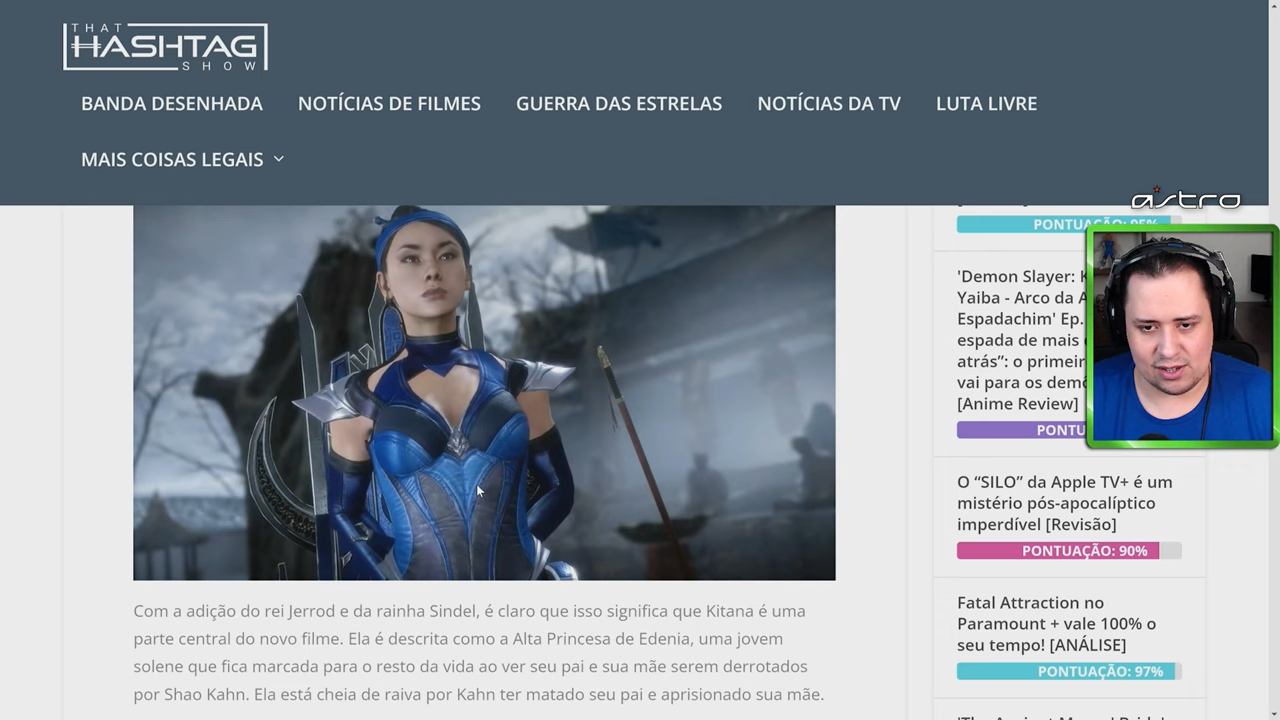 THAT
HASHTAG
SHOW
BANDA DESENHADA
NOTÍCIAS DE FILMES
GUERRA DAS ESTRELAS
NOTÍCIAS DA TV
LUTA LIVRE
MAIS COISAS LEGAIS
astro
PONTUAÇÃO: 95%
'Demon Slayer: K
Yaiba - Arco da A
Espadachim' Ep.
espada de mais
atrás”: o primeir
vai para os dem
[Anime Review]
PONTU
O “SILO” da Apple TV+ é um
mistério pós-apocalíptico
imperdível [Revisão]
PONTUAÇÃO: 90%
Fatal Attraction no
Paramount + vale 100% o
seu tempo! [ANÁLISE]
PONTUAÇÃO: 97%
Com a adição do rei Jerrod e da rainha Sindel, é claro que isso significa que Kitana é uma
parte central do novo filme. Ela é descrita como a Alta Princesa de Edenia, uma jovem
solene que fica marcada para o resto da vida ao ver seu pai e sua mãe serem derrotados
por Shao Kahn. Ela está cheia de raiva por Kahn ter matado seu pai e aprisionado sua mãe.